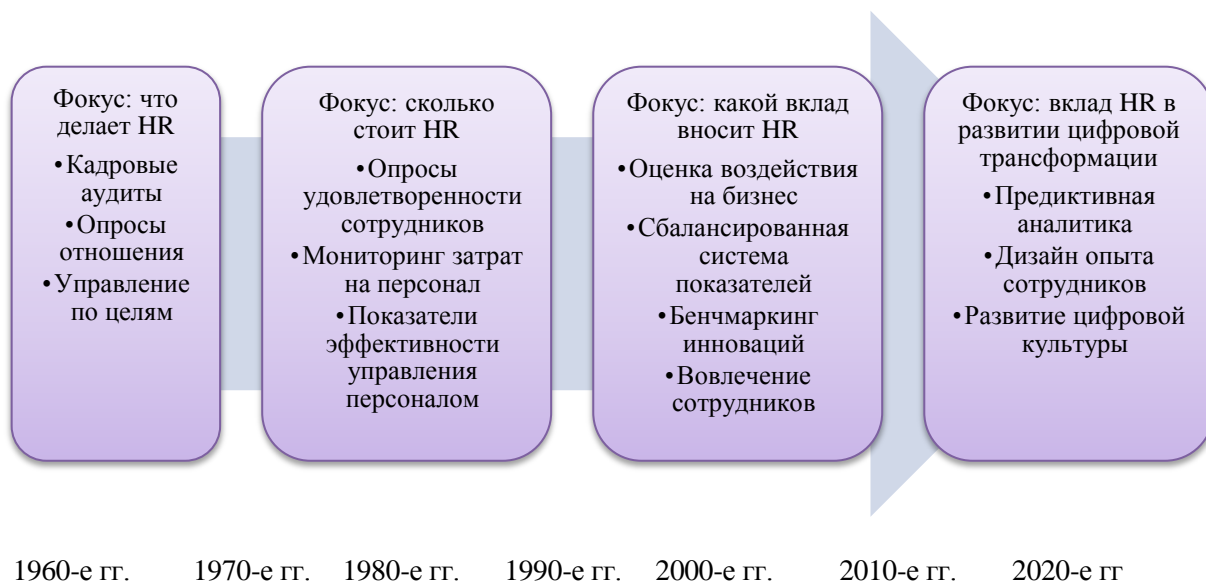 Фокус: что
делает HR
•Кадровые
аудиты
•Опросы
отношения
•Управление
по целям
Фокус: сколько
стоит HR
•Опросы
удовлетворенности
сотрудников
•Мониторинг затрат
на персонал
•Показатели
эффективности
управления
персоналом
Фокус: какой вклад
вносит HR
•Оценка воздействия
на бизнес
•Сбалансированная
система
показателей
•Бенчмаркинг
инноваций
•Вовлечение
сотрудников
Фокус: вклад HR в
развитии цифровой
трансформации
•Предиктивная
аналитика
•Дизайн опыта
сотрудников
•Развитие цифровой
культуры
1960-е гг. 1970-е гг. 1980-е гг. 1990-е гг. 2000-е гг. 2010-е гг. 2020-е гг